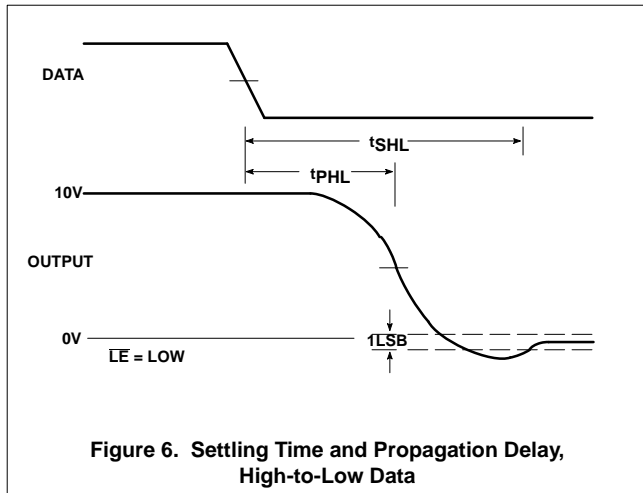 DATA
tSHL
tPHL
10V
OUTPUT
0V
1LSB
LE = LOW
Figure 6. Settling Time and Propagation Delay,
High-to-Low Data